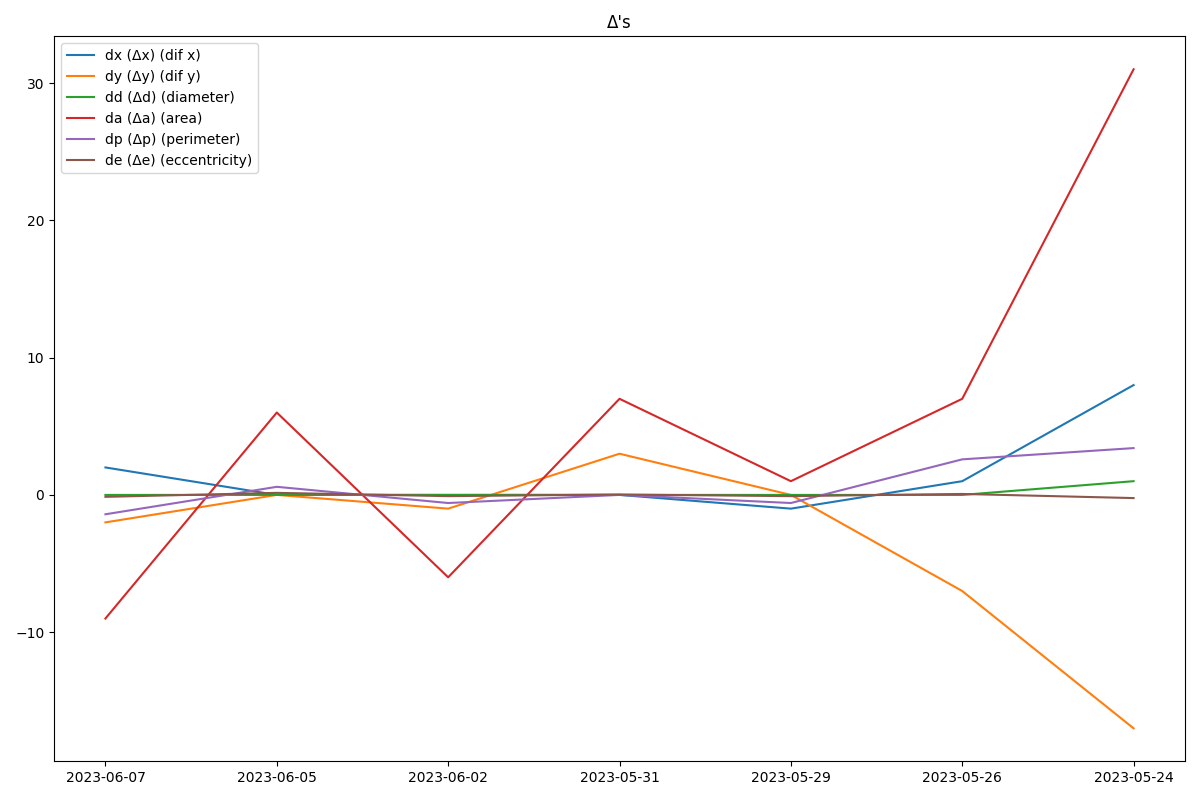 Δ's
dx (Δx) (dif x)
dy (Δy) (dif y)
dd (Δd) (diameter)
da (Δa) (area)
dp (Δp) (perimeter)
de (Δe) (eccentricity)
30
20
10
0
−10
2023-06-07 2023-06-05 2023-06-02 2023-05-31 2023-05-29 2023-05-26 2023-05-24